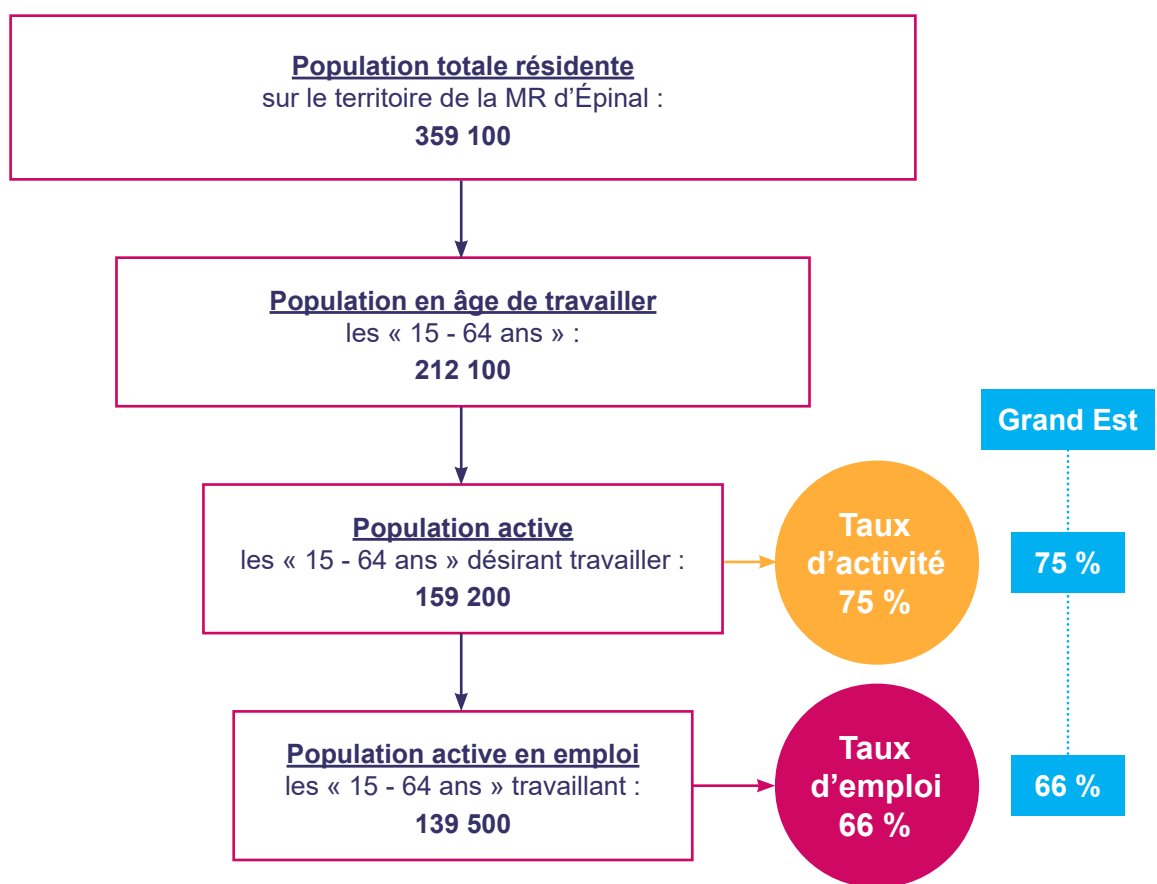 Population totale résidente
sur le territoire de la MR d’Épinal :
359 100
Population en âge de travailler
les « 15 - 64 ans » :
212 100
Grand Est
Population active
les « 15 - 64 ans » désirant travailler :
159 200
Taux
d’activité
75 %
75 %
Population active en emploi
les « 15 - 64 ans » travaillant :
139 500
Taux
d’emploi
66 %
66 %